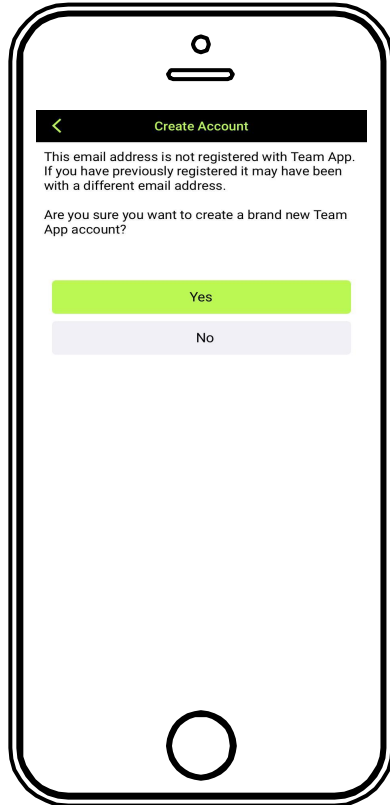 Create Account
This email address is not registered with Team App.
If you have previously registered it may have been
with a different email address.
Are you sure you want to create a brand new Team
App account?
Yes
No